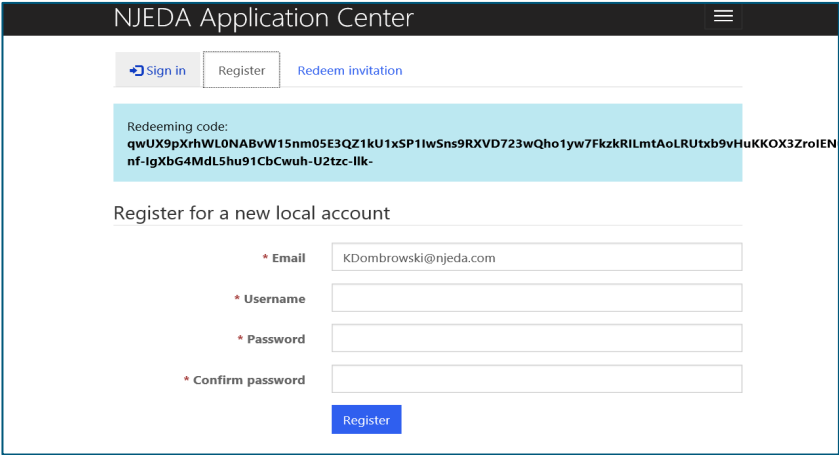 NJEDA Application Center
Sign in Register Redeem invitation
Redeeming code:
qwUX9pXrhWL0NABvW15nm05E3QZ1kU1xSP1IwSns9RXVD723wQho1yw7FkzkRILmtAoLRUtxb9vHuKKOX3ZroIEN
nf-IgXbG4MdL5hu91CbCwuh-U2tzc-llk-
Register for a new local account
* Email KDombrowski@njeda.com
* Username
* Password
* Confirm password
Register